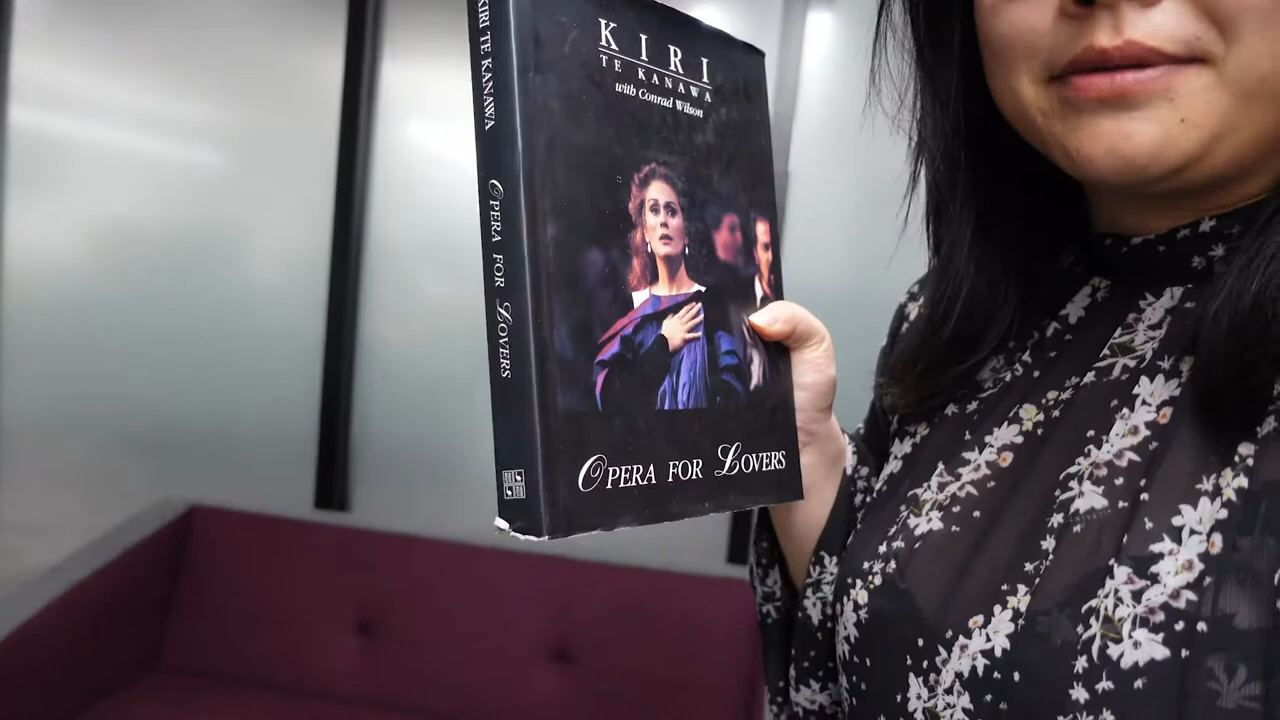 KIRI TE KANAWA OPERA FOR LOVERS
KIRI
TE KANAWA
with Conrad Wilson
OPERA FOR LOVERS